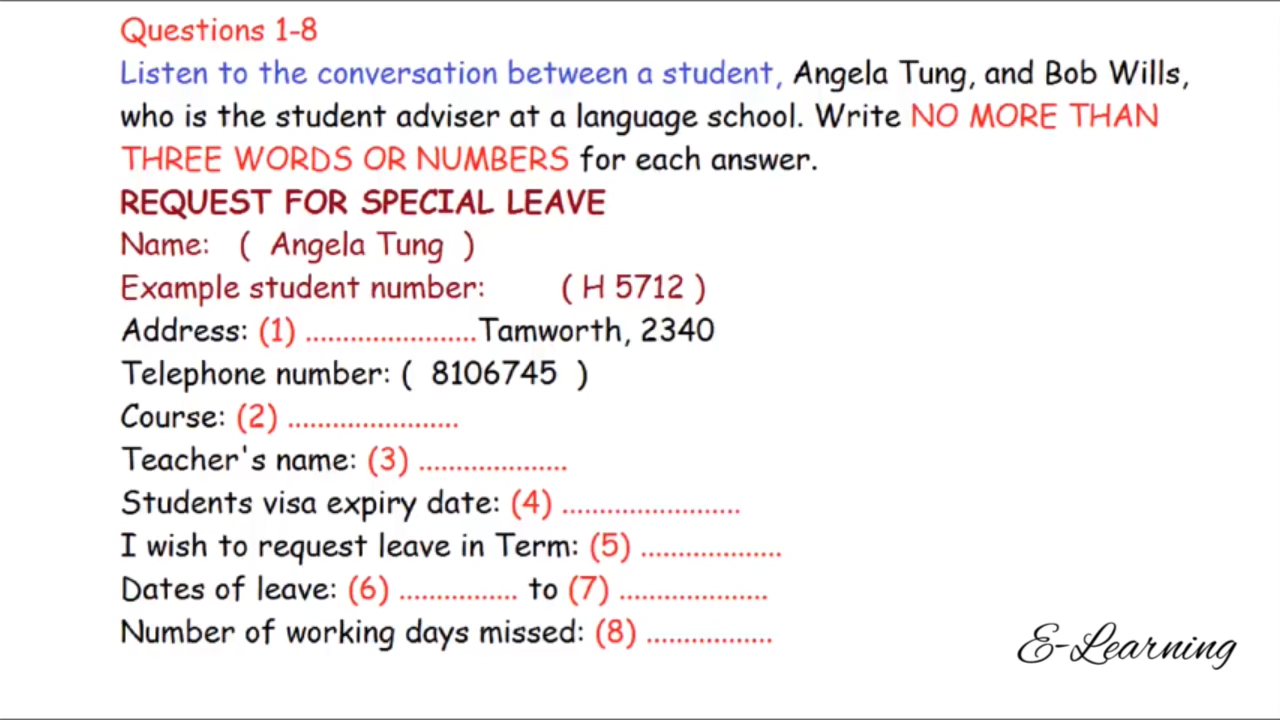 Questions 1-8
Listen to the conversation between a student, Angela Tung, and Bob Wills,
who is the student adviser at a language school. Write NO MORE THAN
THREE WORDS OR NUMBERS for each answer.
REQUEST FOR SPECIAL LEAVE
Name: ( Angela Tung )
Example student number: ( H 5712 )
Address: (1) .......................Tamworth, 2340
Telephone number: ( 8106745 )
Course: (2) .......................
Teacher's name: (3) ....................
Students visa expiry date: (4) ........................
I wish to request leave in Term: (5) ...................
Dates of leave: (6) ................ to (7) ....................
Number of working days missed: (8) .................
E-Learning